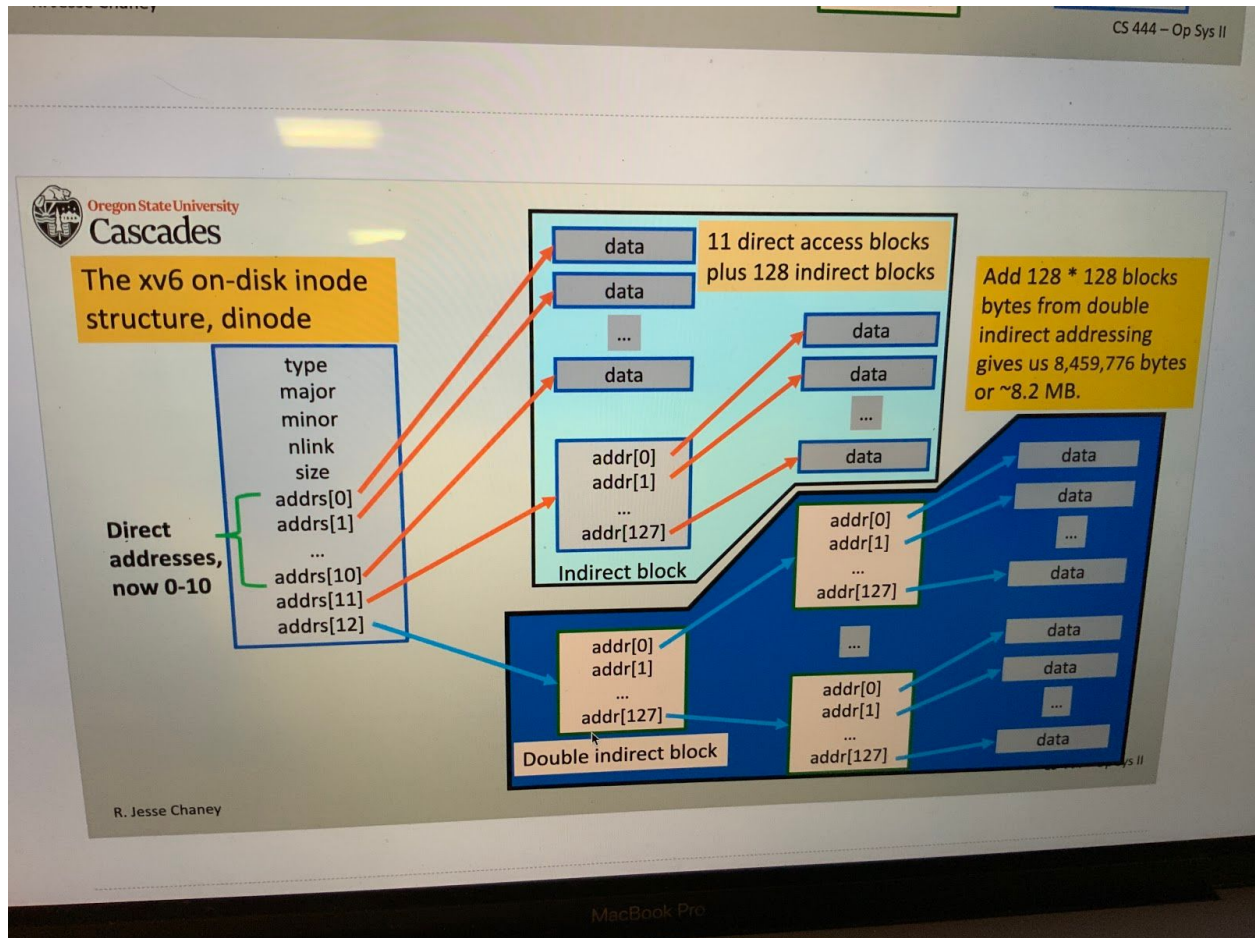 CS 444 – Op Sys II
Oregon State University
Cascades
The xv6 on-disk inode
structure, dinode
type
major
minor
nlink
size
addrs[0]
addrs[1]
...
addrs[10]
addrs[11]
addrs[12]
Direct
addresses,
now 0-10
data
data
...
data
11 direct access blocks
plus 128 indirect blocks
addr[0]
addr[1]
...
addr[127]
Indirect block
data
data
...
data
Add 128 * 128 blocks
bytes from double
indirect addressing
gives us 8,459,776 bytes
or ~8.2 MB.
addr[0]
addr[1]
...
addr[127]
Double indirect block
addr[0]
addr[1]
...
addr[127]
...
addr[0]
addr[1]
...
addr[127]
data
data
...
data
data
data
...
data
Sys II
R. Jesse Chaney
MacBook Pro